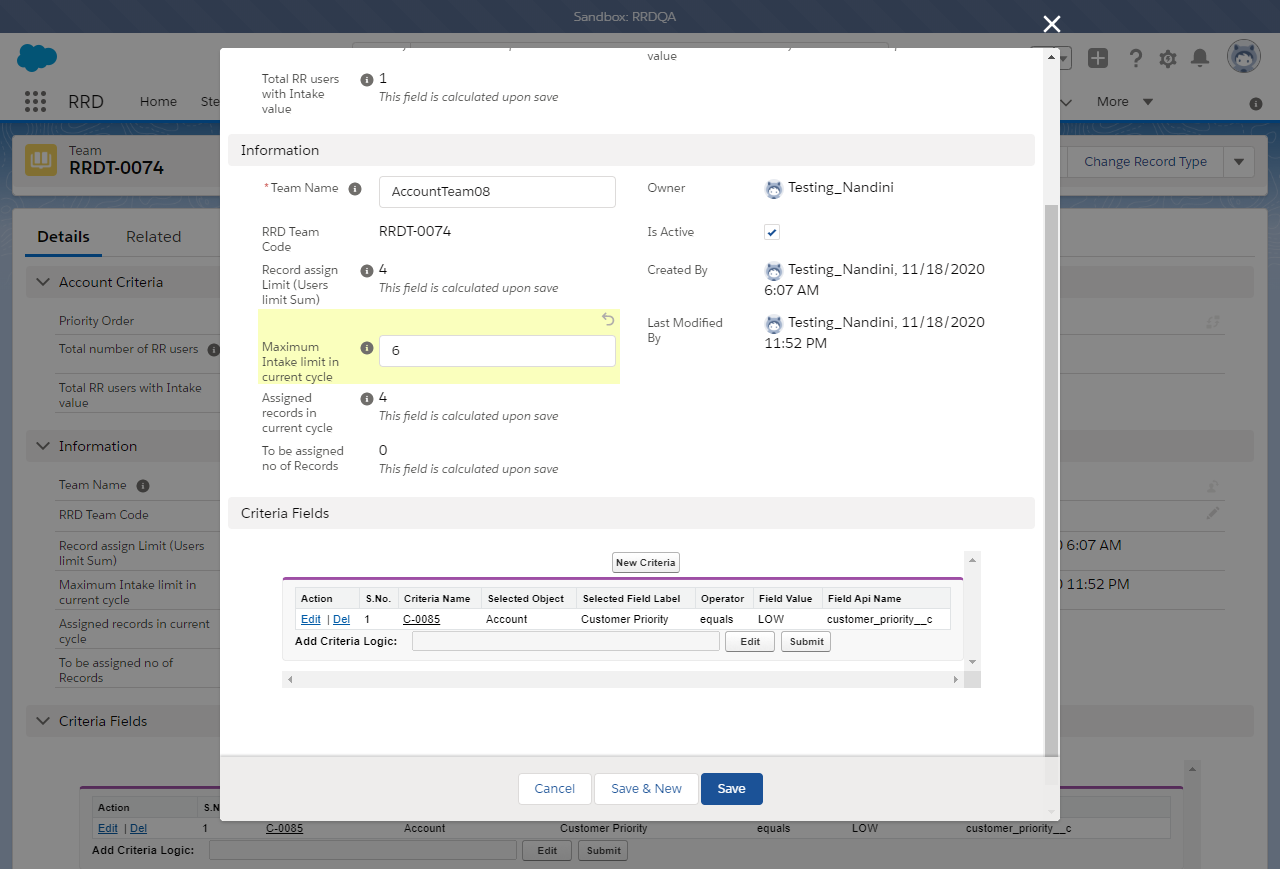 Sandbox: RRDQA
RRD
Home
More
Team
RRDT-0074
Change Record Type
Details
Related
Account Criteria
Priority Order
Total number of RR users
Total RR users with Intake
value
Information
Team Name
RRD Team Code
Record assign Limit (Users
limit Sum)
6:07 AM
Maximum Intake limit in
current cycle
11:52 PM
Assigned records in current
cycle
To be assigned no of
Records
Criteria Fields
Action
Edit | Del
1
C-0085
Account
Customer Priority
equals
LOW
customer_priority__c
Add Criteria Logic:
Edit
Submit
value
Total RR users
with Intake
value
1
This field is calculated upon save
Information
*Team Name
AccountTeam08
Owner
Testing_Nandini
RRD Team
Code
RRDT-0074
Is Active
Record assign
Limit (Users
limit Sum)
4
This field is calculated upon save
Created By
Testing_Nandini, 11/18/2020
6:07 AM
Maximum
Intake limit in
current cycle
6
Last Modified
By
Testing_Nandini, 11/18/2020
11:52 PM
Assigned
records in
current cycle
4
This field is calculated upon save
To be assigned
no of Records
0
This field is calculated upon save
Criteria Fields
New Criteria
Action S.No. Criteria Name Selected Object Selected Field Label Operator Field Value Field Api Name
Edit | Del 1 C-0085 Account Customer Priority equals LOW customer_priority__c
Add Criteria Logic:
Edit
Submit
Cancel
Save & New
Save